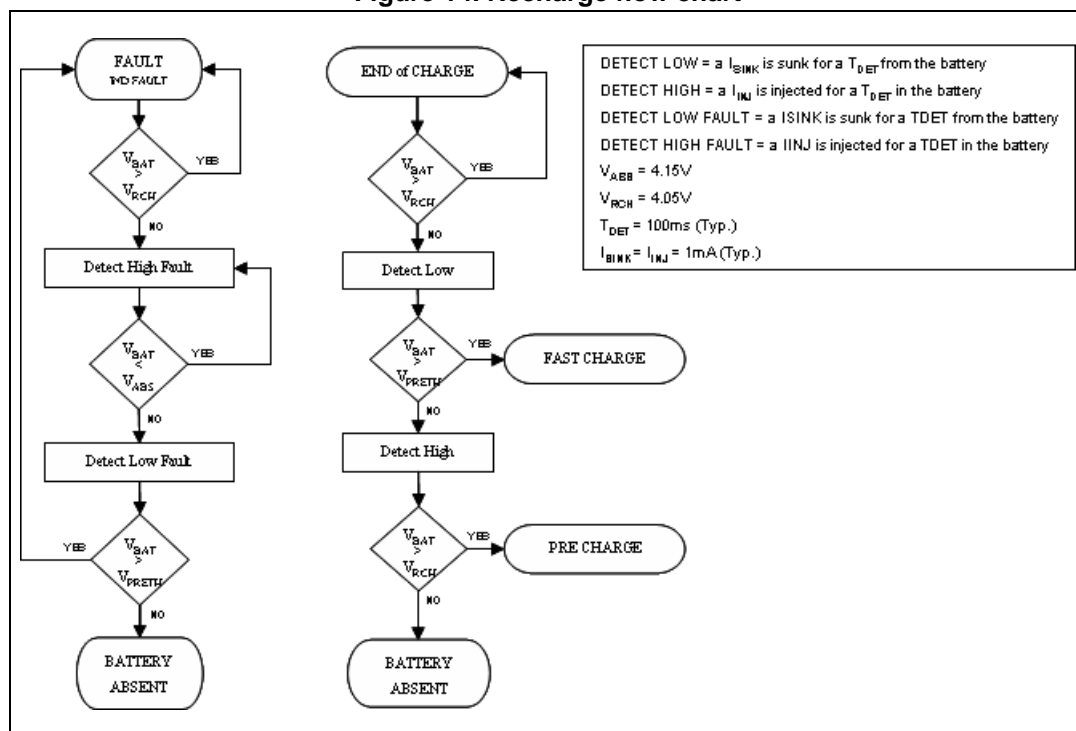 FAULT
IND FAULT
V_BAT
>
V_RCH
YES
NO
Detect High Fault
V_BAT
<
V_ABS
YES
NO
Detect Low Fault
YES
V_BAT
>
V_PRETH
NO
BATTERY
ABSENT
END of CHARGE
V_BAT
>
V_RCH
YES
NO
Detect Low
V_BAT
>
V_PRETH
YES
FAST CHARGE
NO
Detect High
V_BAT
>
V_RCH
YES
PRE CHARGE
NO
BATTERY
ABSENT
DETECT LOW = a I_SINK is sunk for a T_DET from the battery
DETECT HIGH = a I_INJ is injected for a T_DET in the battery
DETECT LOW FAULT = a ISINK is sunk for a TDET from the battery
DETECT HIGH FAULT = a IINJ is injected for a TDET in the battery
V_ABS = 4.15V
V_RCH = 4.05V
T_DET = 100ms (Typ.)
I_SINK = I_INJ = 1mA (Typ.)